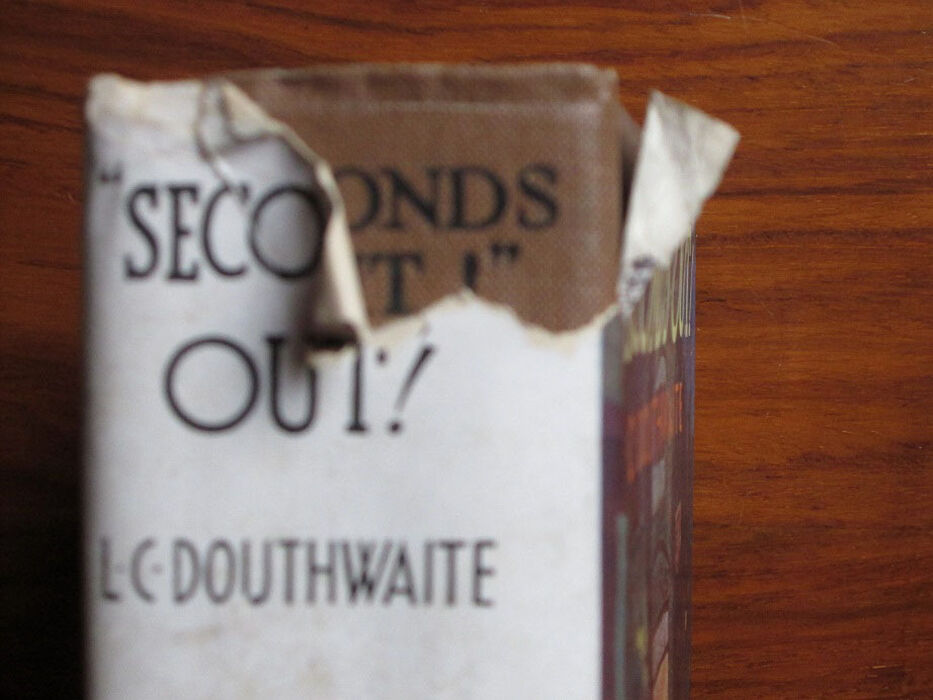 "SECONDS
T!"
OUT!
L·C·DOUTHWAITE